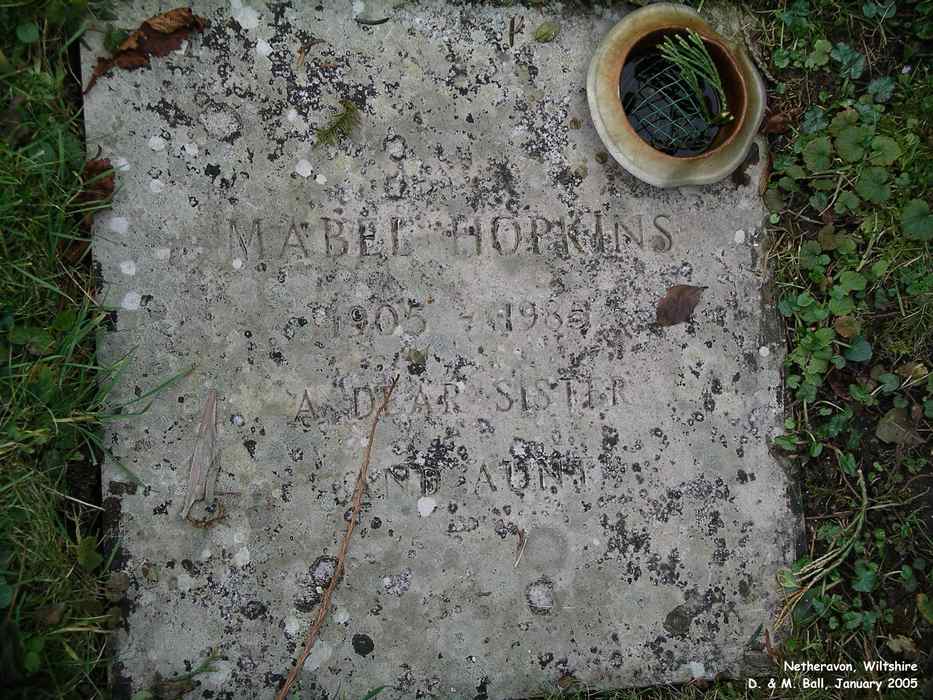 MABEL HOPKINS
1905 - 1985
A DEAR SISTER
AND AUNT
Netheravon, Wiltshire
D. & M. Ball, January 2005